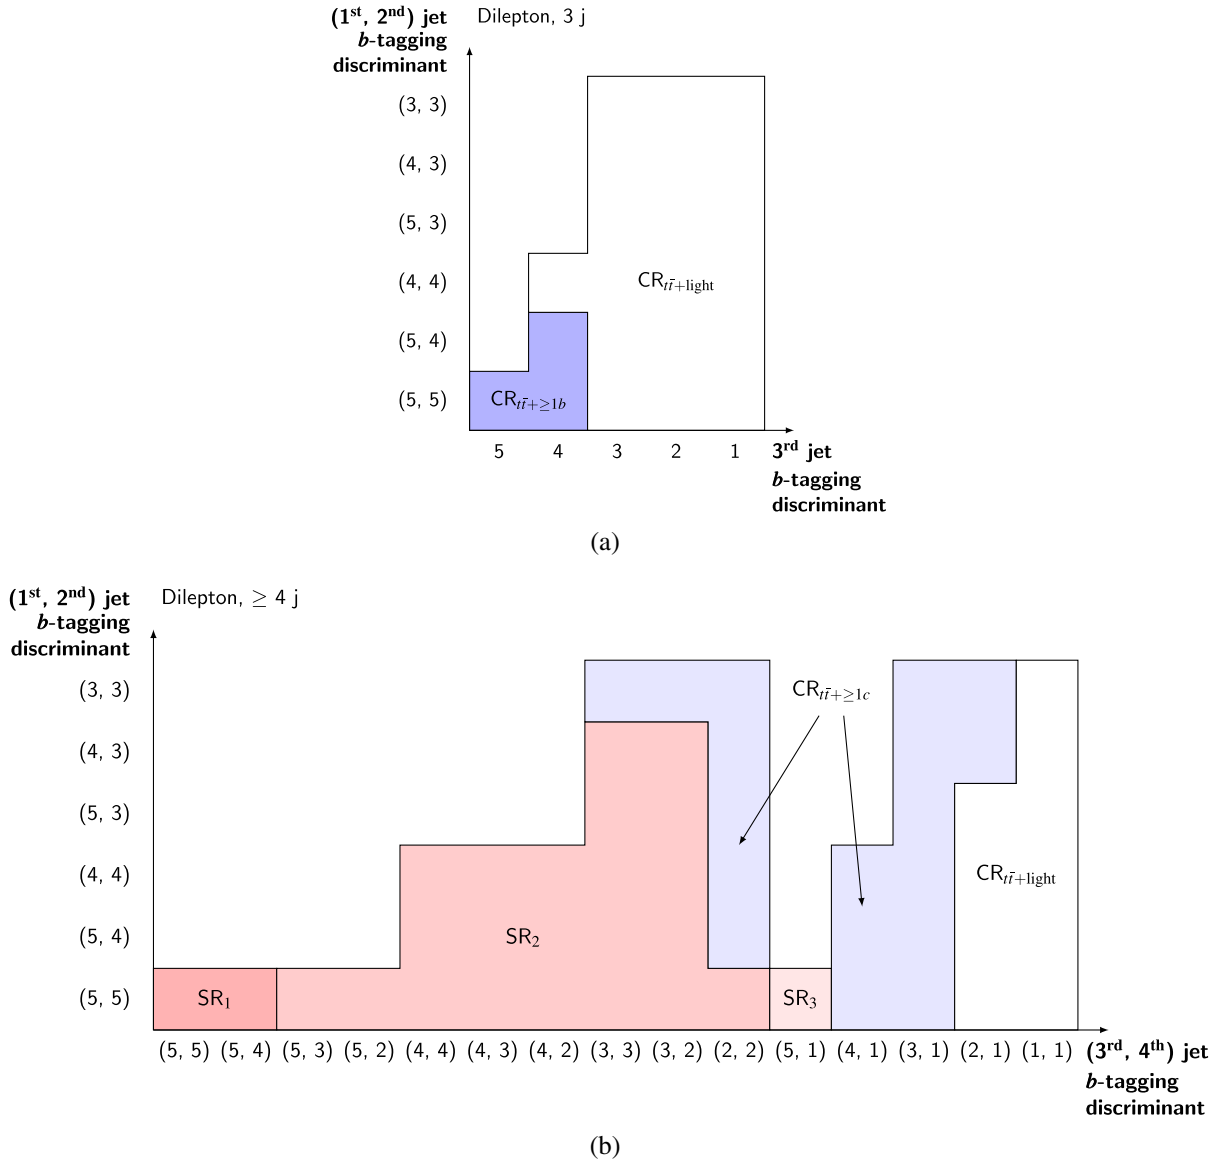 (1st, 2nd) jet
b-tagging
discriminant
Dilepton, 3 j
(3, 3)
(4, 3)
(5, 3)
(4, 4)
(5, 4)
(5, 5)
CRtt̄+light
CRtt̄+≥1b
5 4 3 2 1
3rd jet
b-tagging
discriminant
(a)
(1st, 2nd) jet
b-tagging
discriminant
Dilepton, ≥ 4 j
(3, 3)
(4, 3)
(5, 3)
(4, 4)
(5, 4)
(5, 5)
CRtt̄+≥1c
CRtt̄+light
SR2
SR1
SR3
(5, 5) (5, 4) (5, 3) (5, 2) (4, 4) (4, 3) (4, 2) (3, 3) (3, 2) (2, 2) (5, 1) (4, 1) (3, 1) (2, 1) (1, 1)
(3rd, 4th) jet
b-tagging
discriminant
(b)